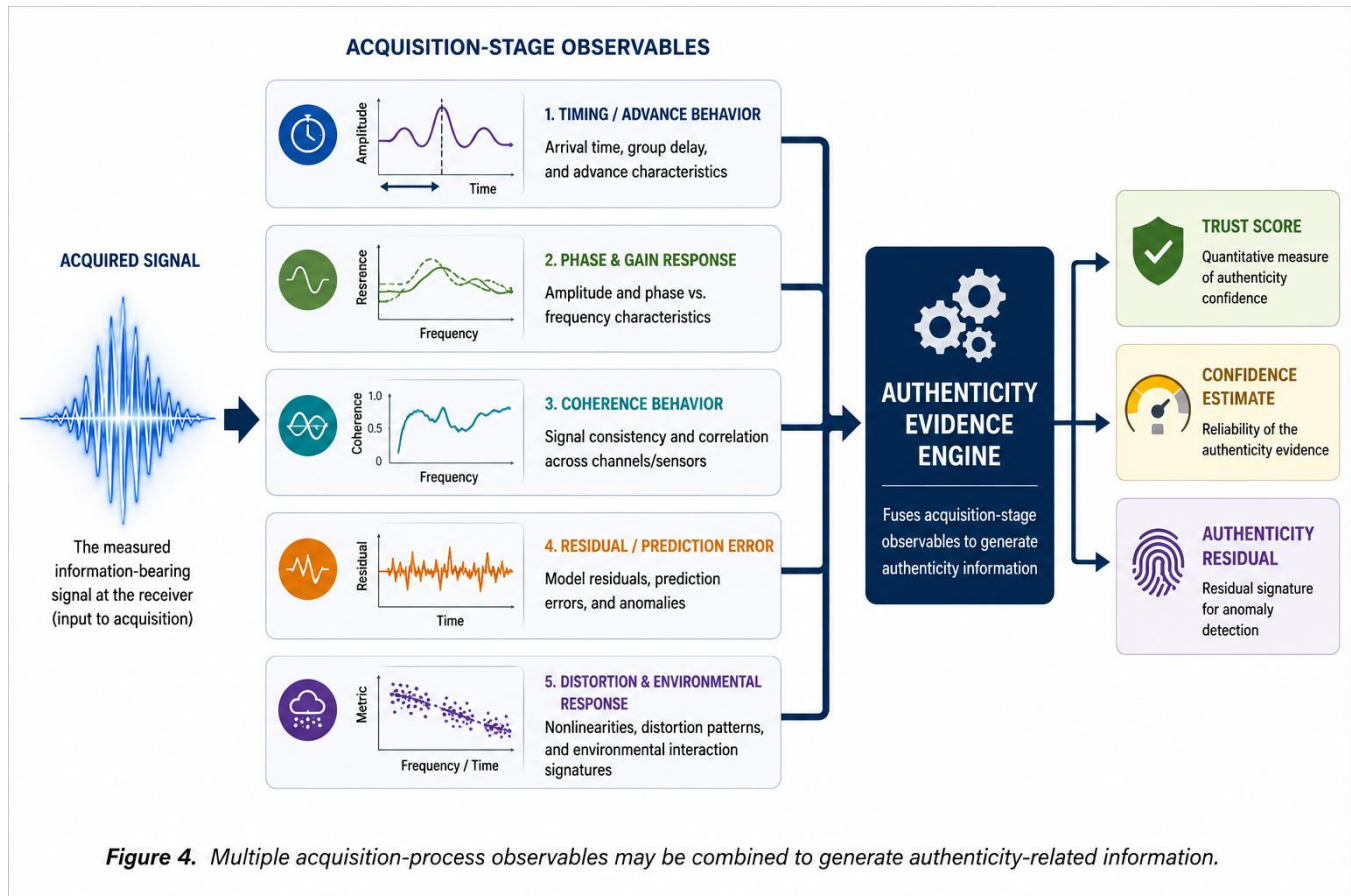 ACQUISITION-STAGE OBSERVABLES
ACQUIRED SIGNAL
The measured
information-bearing
signal at the receiver
(input to acquisition)
Amplitude
Time
1. TIMING / ADVANCE BEHAVIOR
Arrival time, group delay,
and advance characteristics
Resrence
Frequency
2. PHASE & GAIN RESPONSE
Amplitude and phase vs.
frequency characteristics
Coherence
1.0
0.5
0
Frequency
3. COHERENCE BEHAVIOR
Signal consistency and correlation
across channels/sensors
Residual
Time
4. RESIDUAL / PREDICTION ERROR
Model residuals, prediction
errors, and anomalies
Metric
Frequency / Time
5. DISTORTION & ENVIRONMENTAL
RESPONSE
Nonlinearities, distortion patterns,
and environmental interaction
signatures
AUTHENTICITY
EVIDENCE
ENGINE
Fuses acquisition-stage
observables to generate
authenticity information
TRUST SCORE
Quantitative measure
of authenticity
confidence
CONFIDENCE
ESTIMATE
Reliability of the
authenticity evidence
AUTHENTICITY
RESIDUAL
Residual signature
for anomaly
detection
Figure 4. Multiple acquisition-process observables may be combined to generate authenticity-related information.